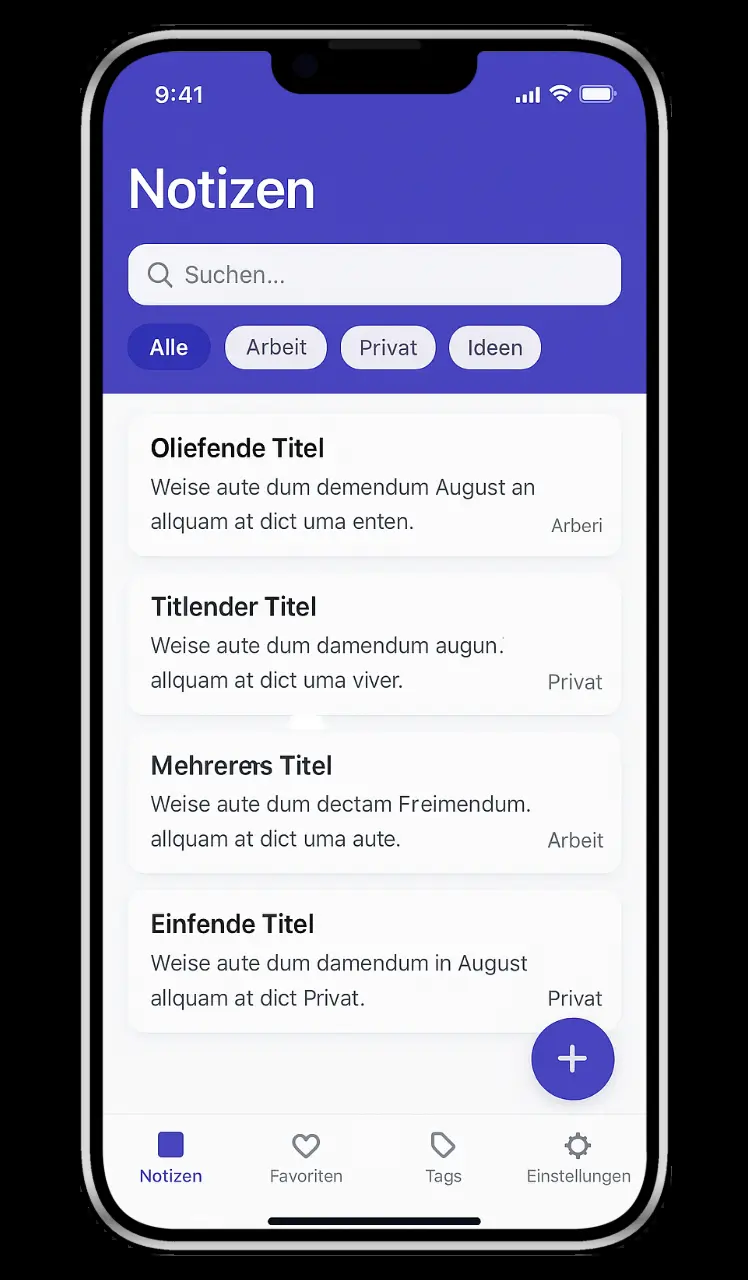 9:41
Notizen
Suchen...
Alle Arbeit Privat Ideen
Oliefende Titel
Weise aute dum demendum August an
allquam at dict uma enten.
Arberi
Titlender Titel
Weise aute dum damendum augun.
allquam at dict uma viver.
Privat
Mehrerers Titel
Weise aute dum dectam Freimendum.
allquam at dict uma aute.
Arbeit
Einfende Titel
Weise aute dum damendum in August
allquam at dict Privat.
Privat
Notizen Favoriten Tags Einstellungen